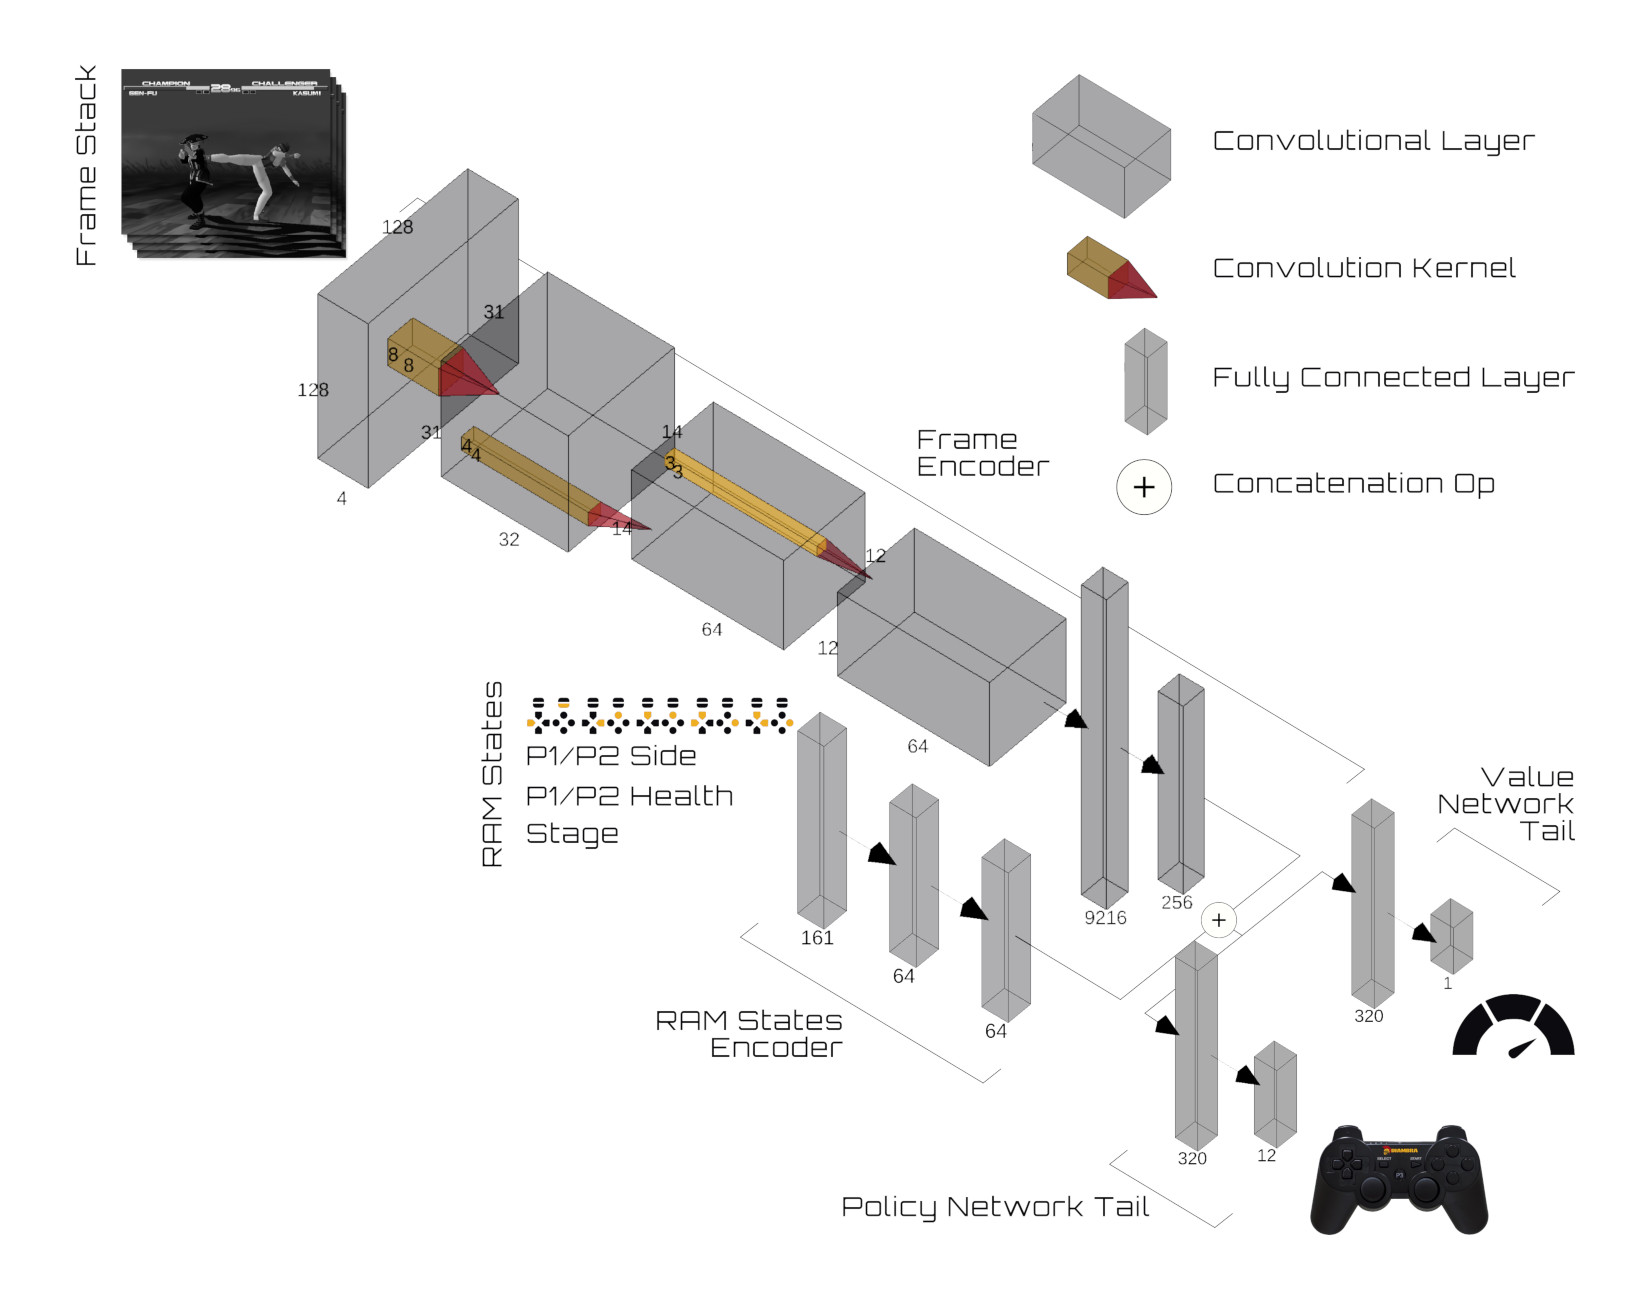 Frame Stack
CHAMPION
CHALLENGER
SEN-FU
KASUMI
128
128
4
8
8
31
31
32
4
4
14
14
64
3
3
12
12
64
Frame
Encoder
9216
256
Convolutional Layer
Convolution Kernel
Fully Connected Layer
+
Concatenation Op
RAM States
P1/P2 Side
P1/P2 Health
Stage
161
64
64
RAM States
Encoder
+
Value
Network
Tail
320
1
320
12
Policy Network Tail
DIAMBRA
SELECT
START